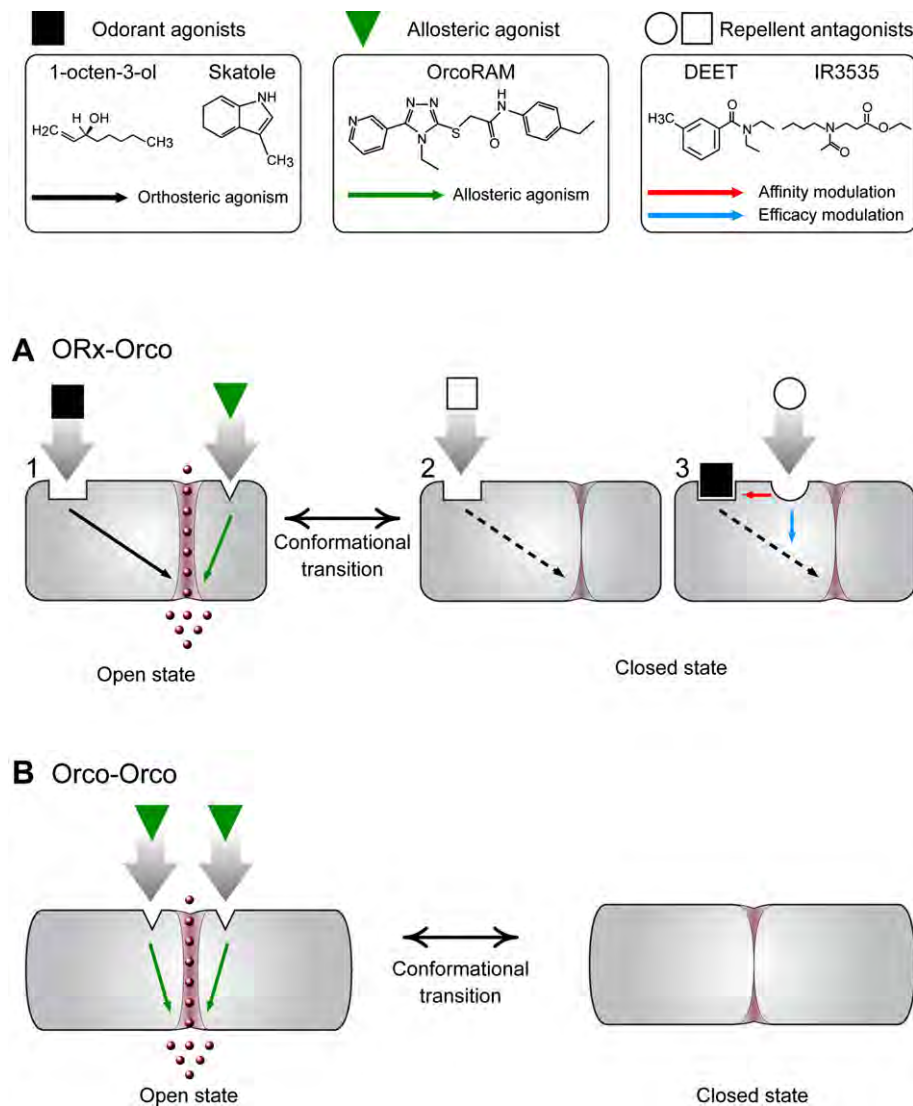 Odorant agonists
Allosteric agonist
Repellent antagonists
1-octen-3-ol
Skatole
H2C
H
OH
CH3
NH
CH3
Orthosteric agonism
OrcoRAM
N
N
N
N
N
S
O
H
N
Allosteric agonism
DEET
IR3535
CH3
O
N
N
O
O
O
Affinity modulation
Efficacy modulation
A ORx-Orco
1
2
3
Conformational
transition
Open state
Closed state
B Orco-Orco
Conformational
transition
Open state
Closed state